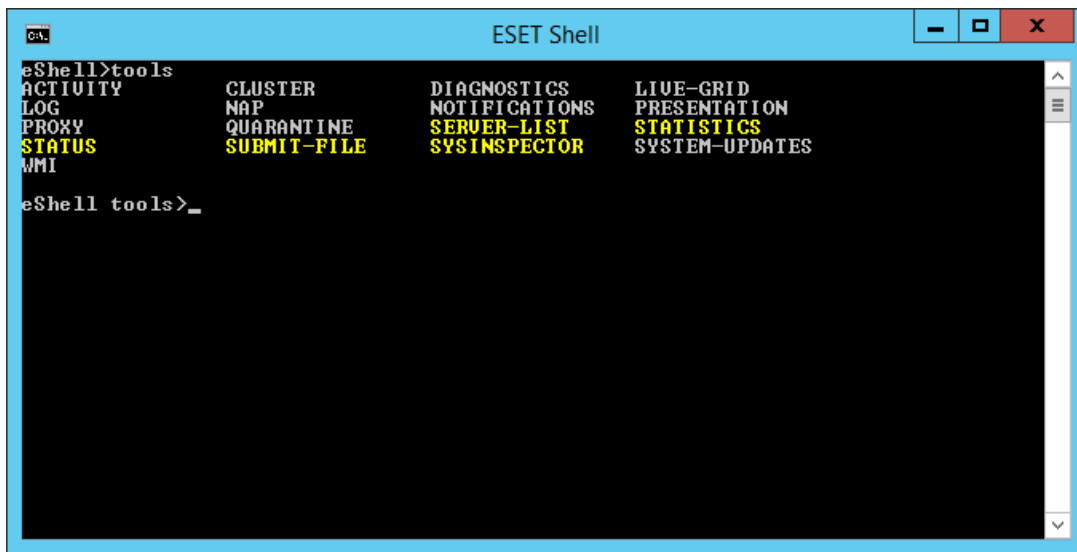 ESET Shell
eShell>tools
ACTIVITY CLUSTER DIAGNOSTICS LIVE-GRID
LOG NAP NOTIFICATIONS PRESENTATION
PROXY QUARANTINE SERVER-LIST STATISTICS
STATUS SUBMIT-FILE SYSINSPECTOR SYSTEM-UPDATES
WMI
eShell tools>_